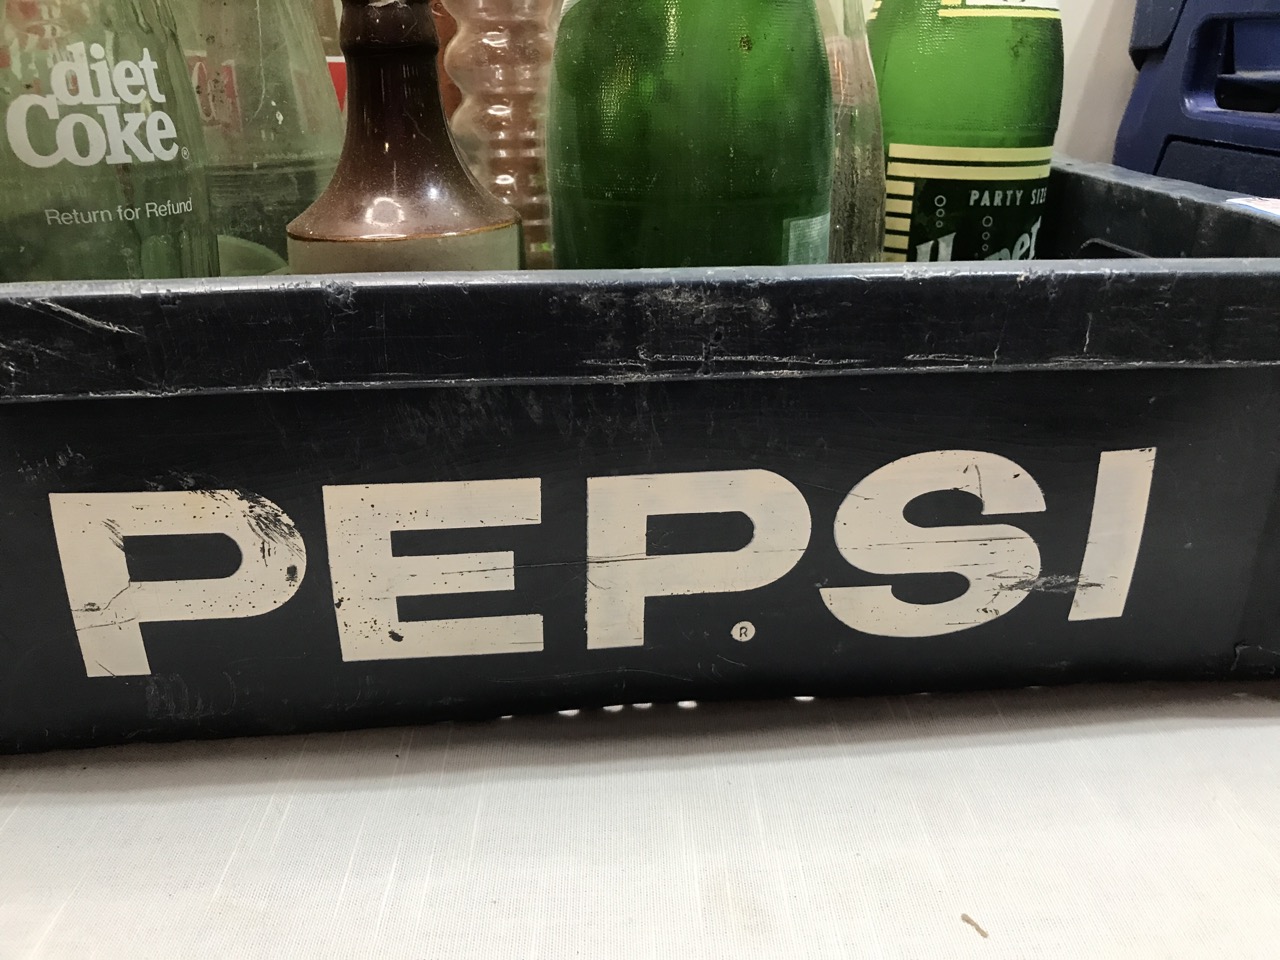 diet
Coke®
Return for Refund
PARTY SIZE
PEPSI®